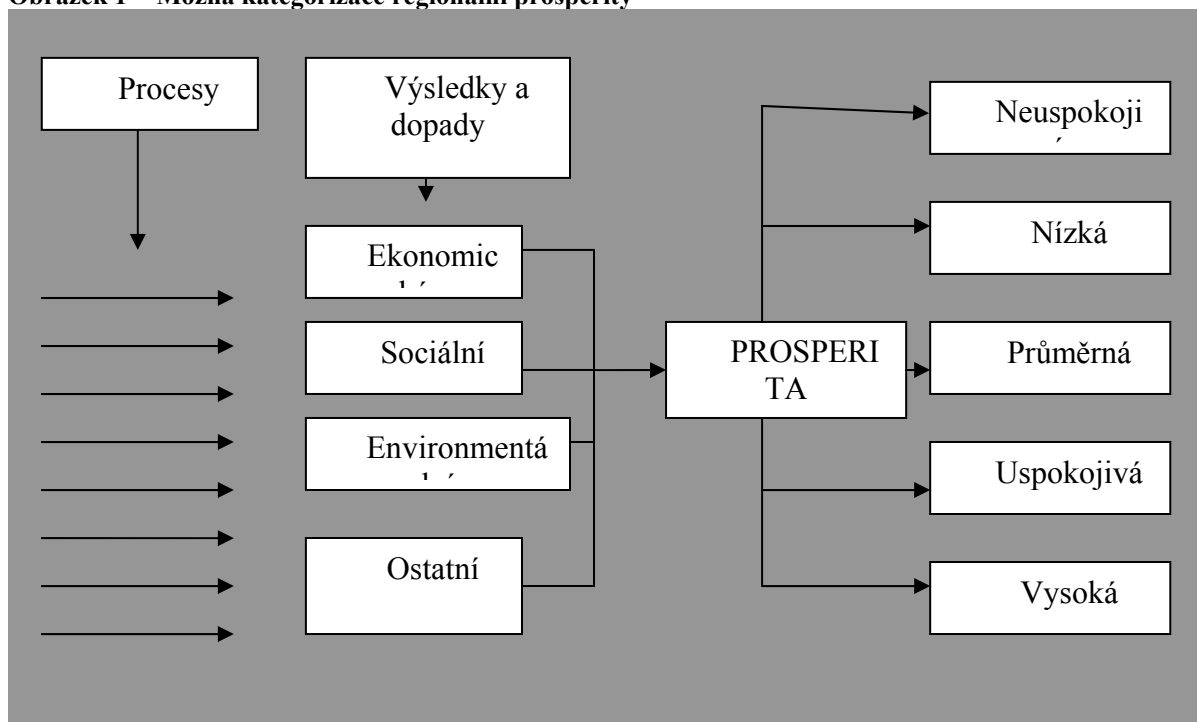 Obrázek 1 – Možná kategorizace regionální prosperity
Procesy
Výsledky a
dopady
Ekonomic
Sociální
Environmentá
Ostatní
PROSPERI
TA
Neuspokoji
Nízká
Průměrná
Uspokojivá
Vysoká